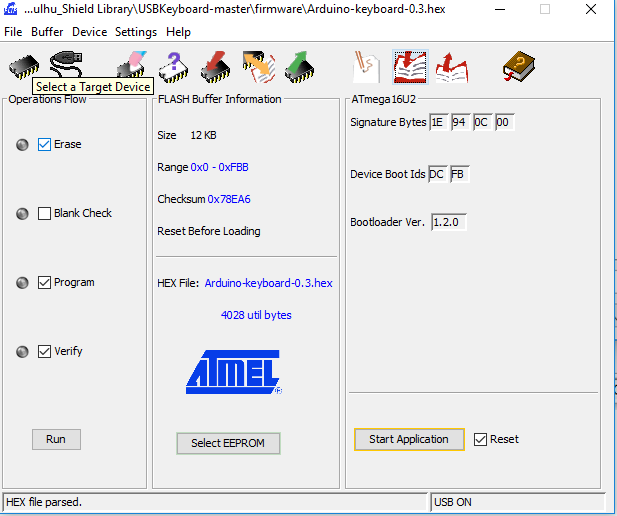 ...ulhu_Shield Library\USBKeyboard-master\firmware\Arduino-keyboard-0.3.hex
File Buffer Device Settings Help
Select a Target Device
Operations Flow
Erase
Blank Check
Program
Verify
Run
FLASH Buffer Information
Size 12 KB
Range 0x0 - 0xFBB
Checksum 0x78EA6
Reset Before Loading
HEX File: Arduino-keyboard-0.3.hex
4028 util bytes
ATMEL
Select EEPROM
ATmega16U2
Signature Bytes 1E 94 0C 00
Device Boot Ids DC FB
Bootloader Ver. 1.2.0
Start Application Reset
HEX file parsed.
USB ON